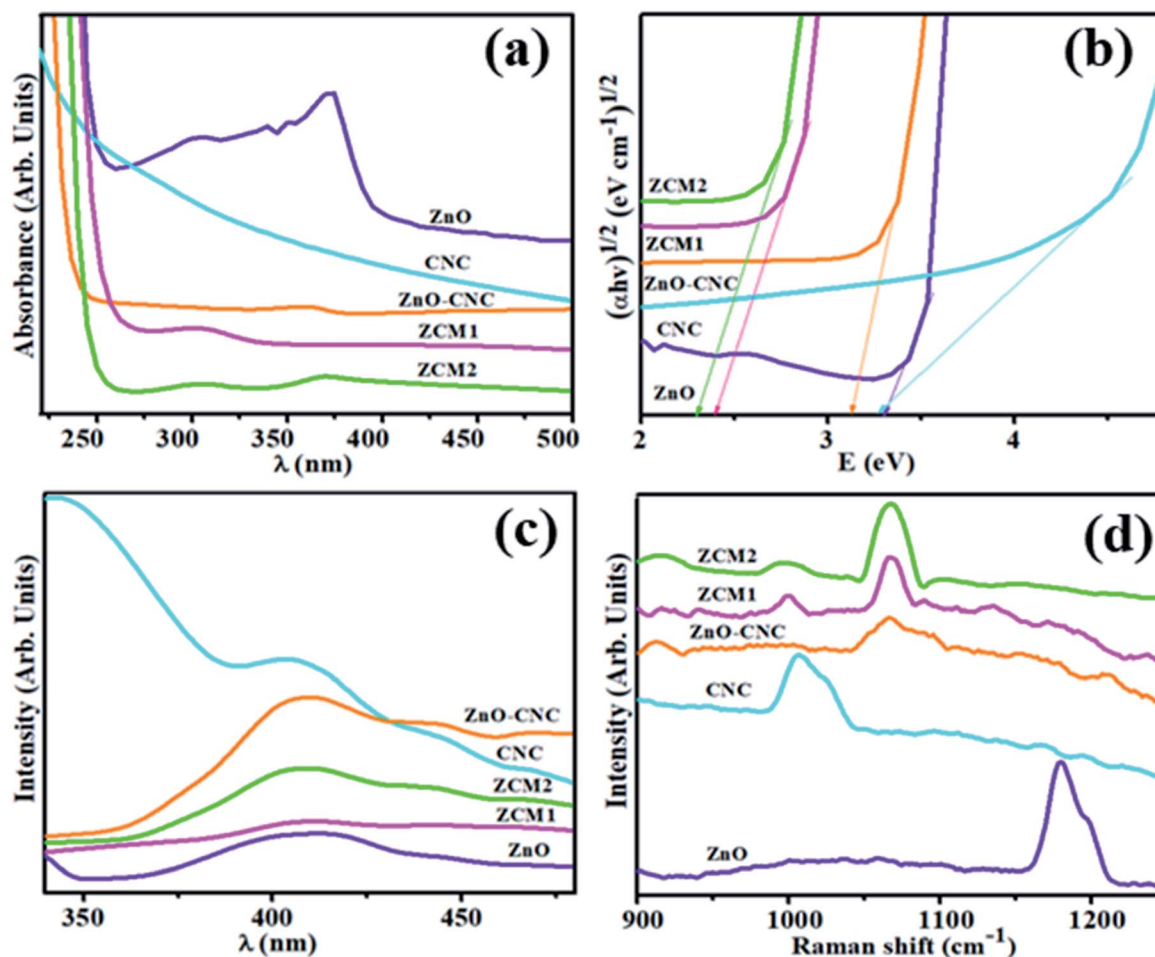 (a)
Absorbance (Arb. Units)
ZnO
CNC
ZnO-CNC
ZCM1
ZCM2
250 300 350 400 450 500
λ (nm)
(b)
(αhv)1/2 (eV cm-1)1/2
ZCM2
ZCM1
ZnO-CNC
CNC
ZnO
2 3 4
E (eV)
(c)
Intensity (Arb. Units)
ZnO-CNC
CNC
ZCM2
ZCM1
ZnO
350 400 450
λ (nm)
(d)
Intensity (Arb. Units)
ZCM2
ZCM1
ZnO-CNC
CNC
ZnO
900 1000 1100 1200
Raman shift (cm-1)